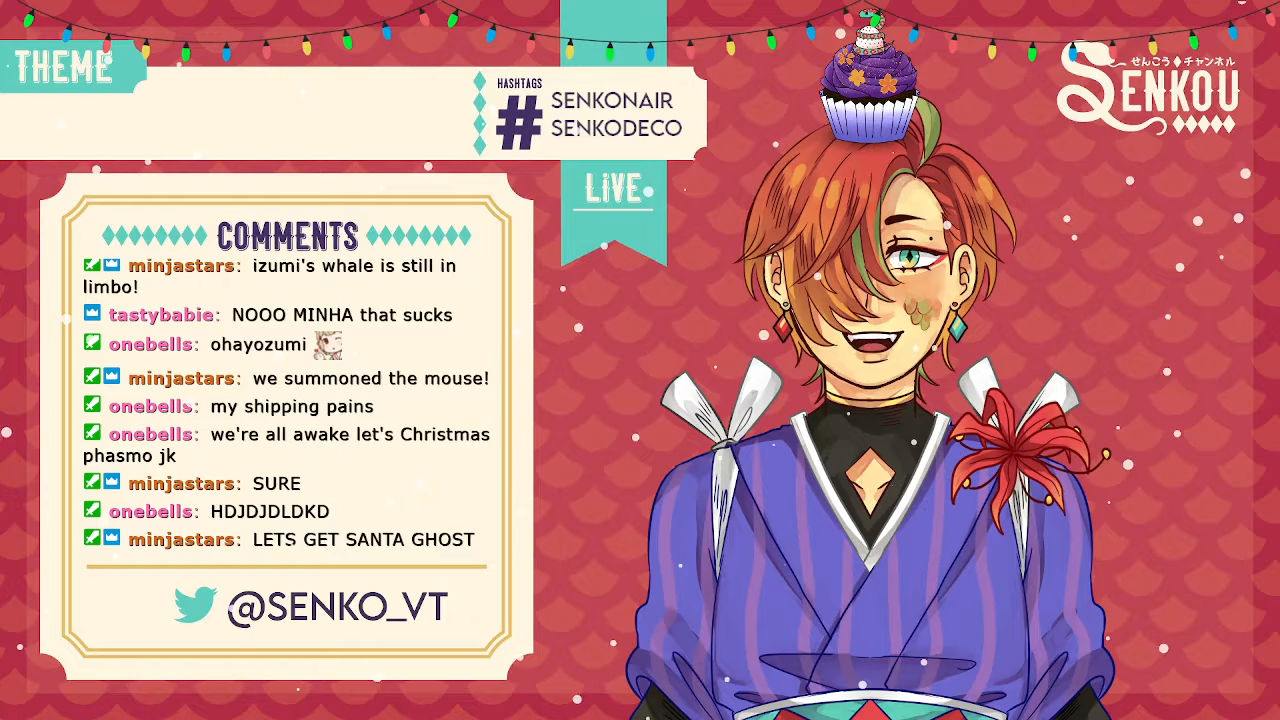 THEME
HASHTAGS
#
SENKONAIR
SENKODECO
せんこう♦チャンネル
SENKOU
LIVE
COMMENTS
minjastars: izumi's whale is still in
limbo!
tastybabie: NOOO MINHA that sucks
onebells: ohayozumi
minjastars: we summoned the mouse!
onebells: my shipping pains
onebells: we're all awake let's Christmas
phasmo jk
minjastars: SURE
onebells: HDJDJDLDKD
minjastars: LETS GET SANTA GHOST
@SENKO_VT